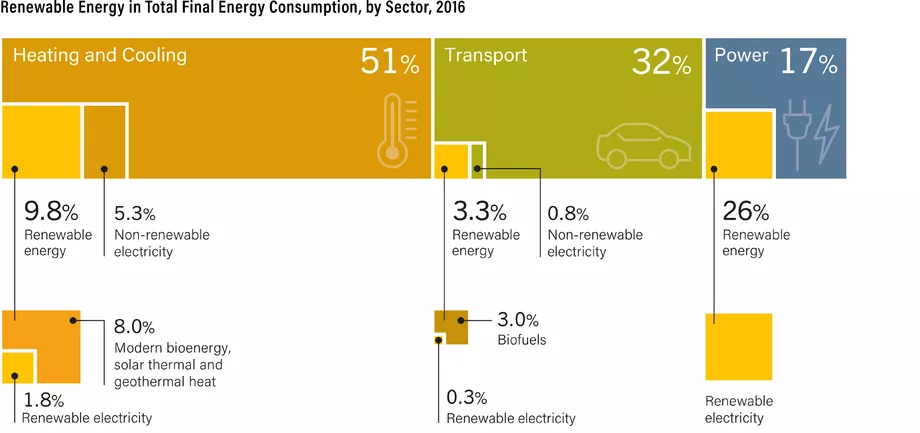 Renewable Energy in Total Final Energy Consumption, by Sector, 2016
Heating and Cooling
51%
Transport
32%
Power
17%
9.8%
Renewable
energy
5.3%
Non-renewable
electricity
3.3%
Renewable
energy
0.8%
Non-renewable
electricity
26%
Renewable
energy
8.0%
Modern bioenergy,
solar thermal and
geothermal heat
1.8%
Renewable electricity
3.0%
Biofuels
0.3%
Renewable electricity
Renewable
electricity